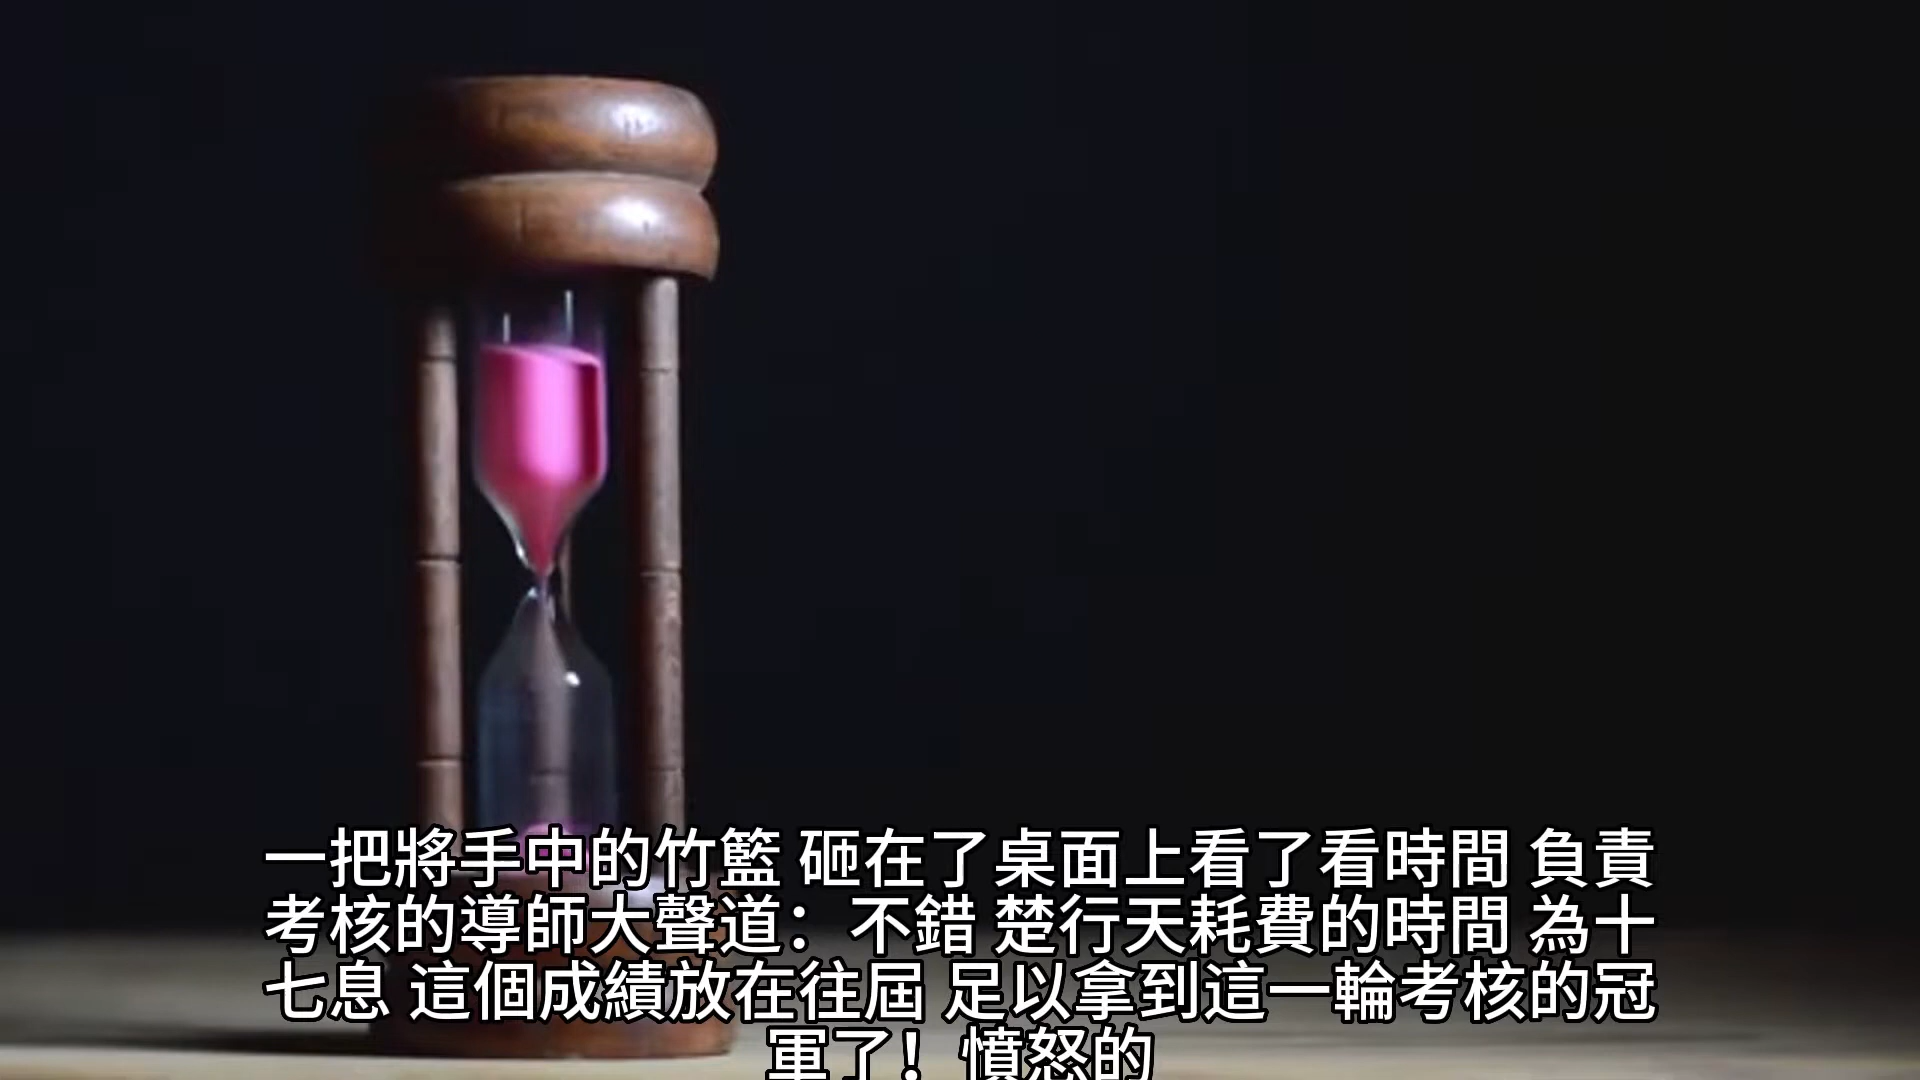 一把將手中的竹籃 砸在了桌面上看了看時間 負責
考核的導師大聲道：不錯 楚行天耗費的時間 為十
七息 這個成績放在往屆 足以拿到這一輪考核的冠
軍了！憤怒的